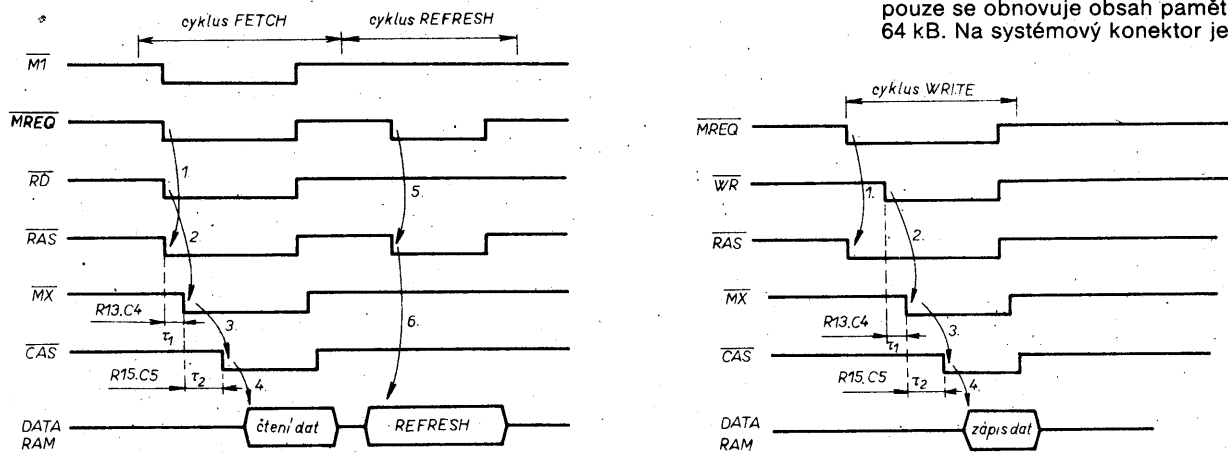 pouze se obnovuje obsah pamět
64 kB. Na systémový konektor je
cyklus FETCH
cyklus REFRESH
M1
MREQ
RD
RAS
MX
CAS
DATA
RAM
1.
2.
3.
4.
5.
6.
R13.C4
τ1
R15.C5
τ2
čtení dat
REFRESH
cyklus WRITE
MREQ
WR
RAS
MX
CAS
DATA
RAM
1.
2.
3.
4.
R13.C4
τ1
R15.C5
τ2
zápis dat